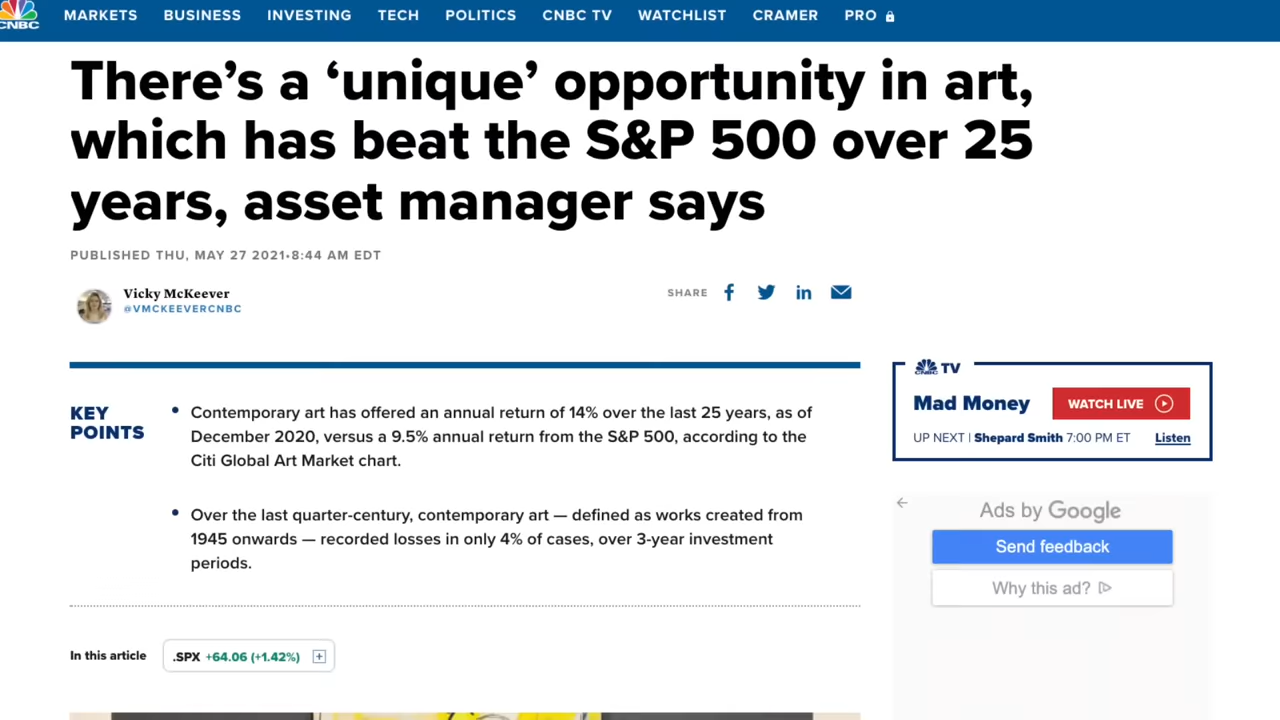 CNBC
MARKETS BUSINESS INVESTING TECH POLITICS CNBC TV WATCHLIST CRAMER PRO
There’s a ‘unique’ opportunity in art,
which has beat the S&P 500 over 25
years, asset manager says
PUBLISHED THU, MAY 27 2021•8:44 AM EDT
Vicky McKeever
@VMCKEEVERCNBC
SHARE
KEY
POINTS
• Contemporary art has offered an annual return of 14% over the last 25 years, as of
December 2020, versus a 9.5% annual return from the S&P 500, according to the
Citi Global Art Market chart.
• Over the last quarter-century, contemporary art — defined as works created from
1945 onwards — recorded losses in only 4% of cases, over 3-year investment
periods.
In this article
.SPX +64.06 (+1.42%)
CNBC TV
Mad Money
WATCH LIVE
UP NEXT | Shepard Smith 7:00 PM ET
Listen
Ads by Google
Send feedback
Why this ad?